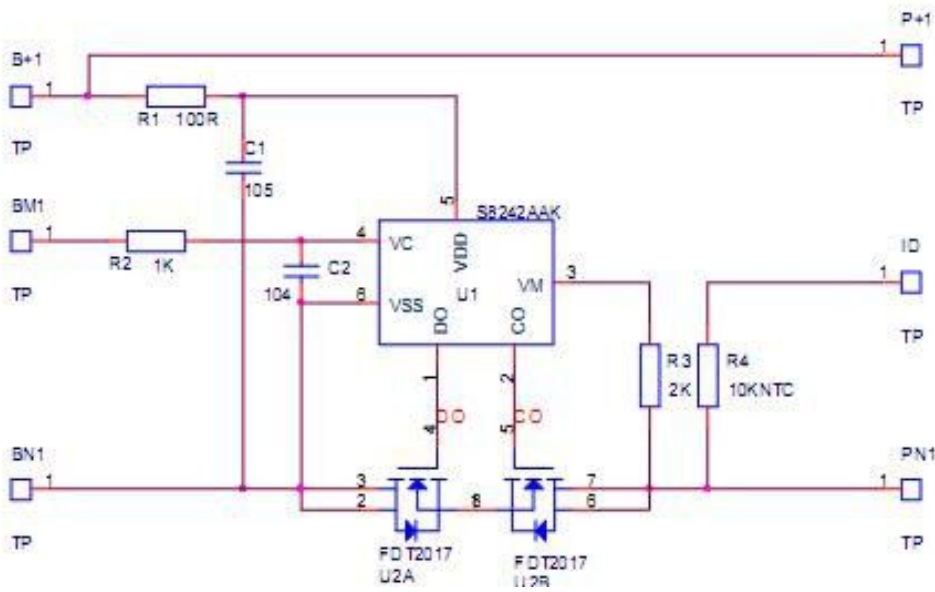 P+1
1
TP
B+1
1
R1 100R
TP
C1
105
5
S8242AAK
BM1
1
R2 1K
TP
4
VC
VDD
C2
104
6
VSS
U1
VM
3
DO
CO
ID
1
TP
R3
2K
R4
10KNTC
1
2
DO
CO
4
5
BN1
1
TP
3
2
8
7
6
PN1
1
TP
FDT2017
U2A
FDT2017
U2B